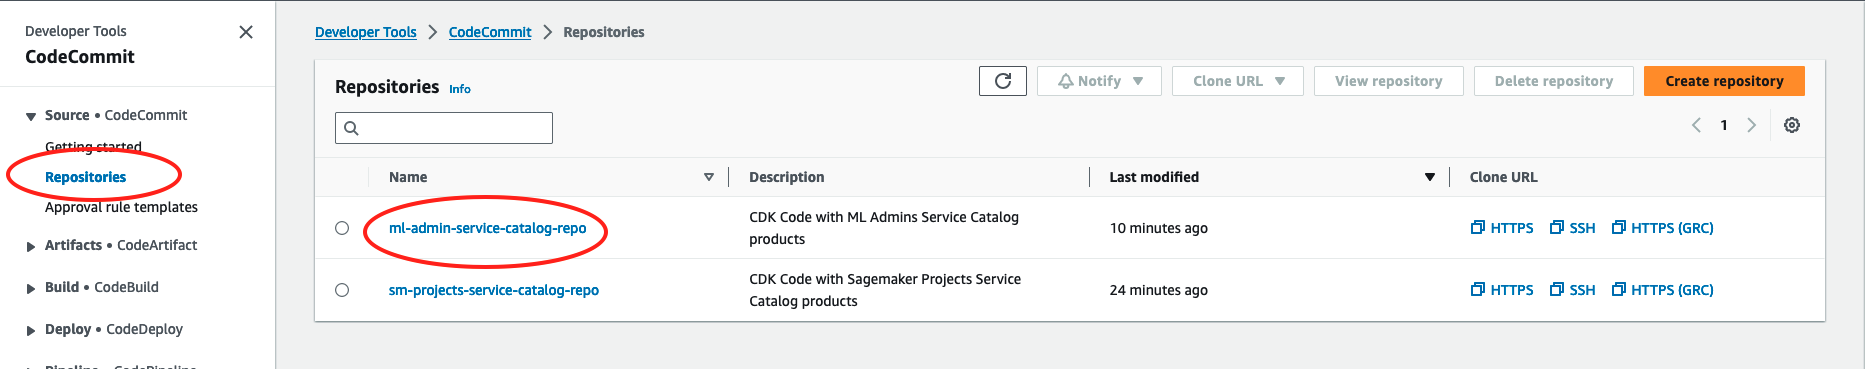 Developer Tools
CodeCommit
Source • CodeCommit
Getting started
Repositories
Approval rule templates
Artifacts • CodeArtifact
Build • CodeBuild
Deploy • CodeDeploy
Pipeline • CodePipeline
Developer Tools > CodeCommit > Repositories
Repositories Info
Notify Clone URL View repository Delete repository Create repository
1
Name Description Last modified Clone URL
ml-admin-service-catalog-repo
CDK Code with ML Admins Service Catalog
products
10 minutes ago
HTTPS SSH HTTPS (GRC)
sm-projects-service-catalog-repo
CDK Code with Sagemaker Projects Service
Catalog products
24 minutes ago
HTTPS SSH HTTPS (GRC)